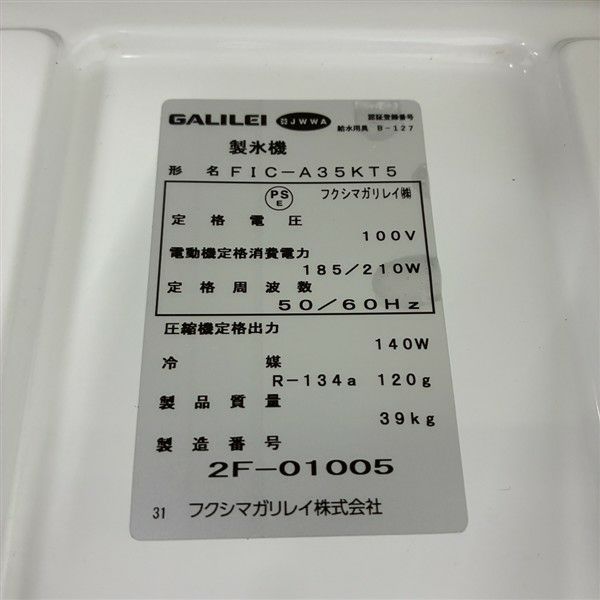 GALILEI JWWA 認証登録番号
給水用具 B-127
製氷機
形名 FIC-A35KT5
PS E フクシマガリレイ㈱
定格電圧
100V
電動機定格消費電力
185/210W
定格周波数
50/60Hz
圧縮機定格出力
140W
冷媒
R-134a 120g
製品質量
39kg
製造番号
2F-01005
31 フクシマガリレイ株式会社